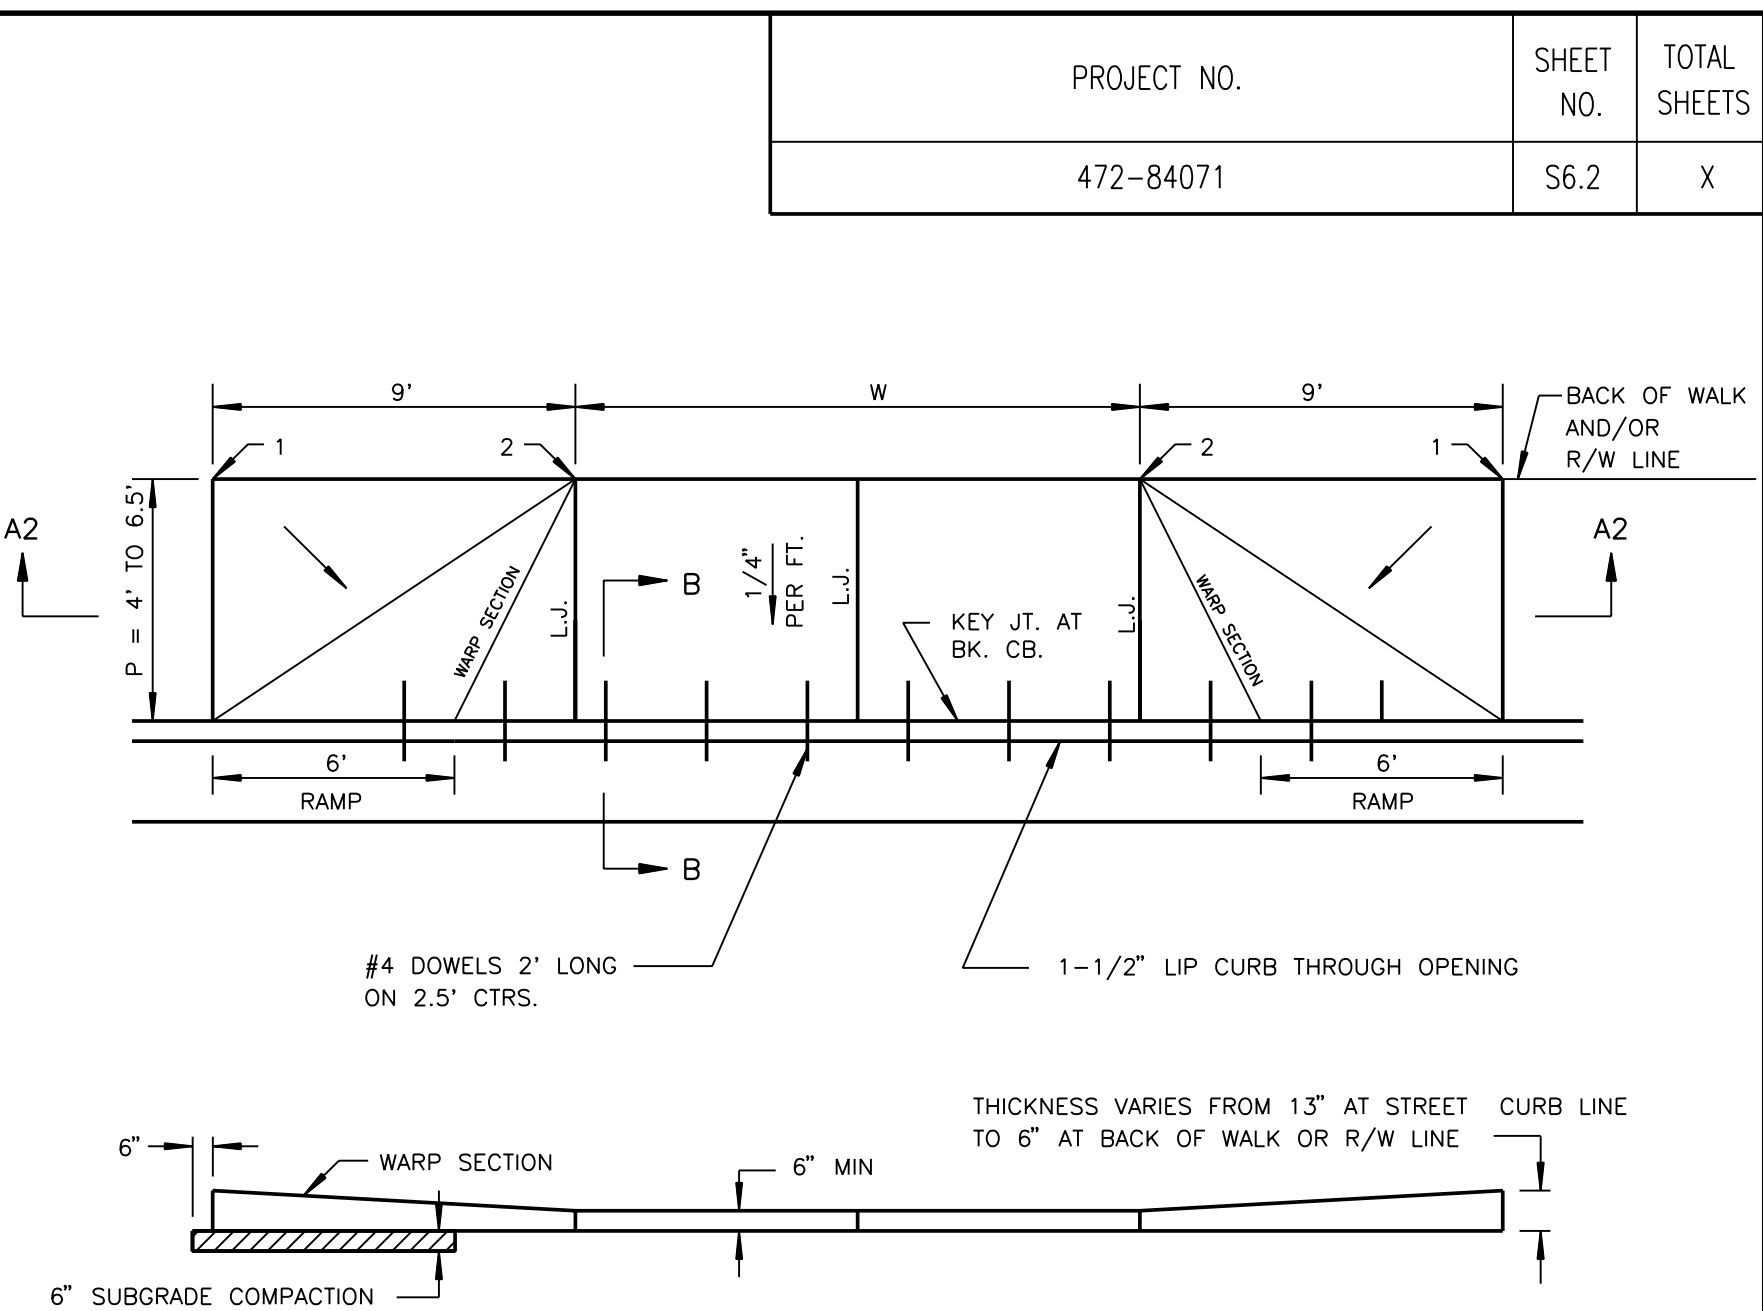 PROJECT NO.
SHEET
NO.
TOTAL
SHEETS
472-84071
S6.2
X
9'
W
9'
BACK OF WALK
AND/OR
R/W LINE
1
2
2
1
A2
P = 4' TO 6.5'
WARP SECTION
L.J.
B
1/4"
PER FT.
L.J.
KEY JT. AT
BK. CB.
L.J.
WARP SECTION
A2
6'
RAMP
6'
RAMP
B
#4 DOWELS 2' LONG
ON 2.5' CTRS.
1-1/2" LIP CURB THROUGH OPENING
THICKNESS VARIES FROM 13" AT STREET CURB LINE
TO 6" AT BACK OF WALK OR R/W LINE
6"
WARP SECTION
6" MIN
6" SUBGRADE COMPACTION